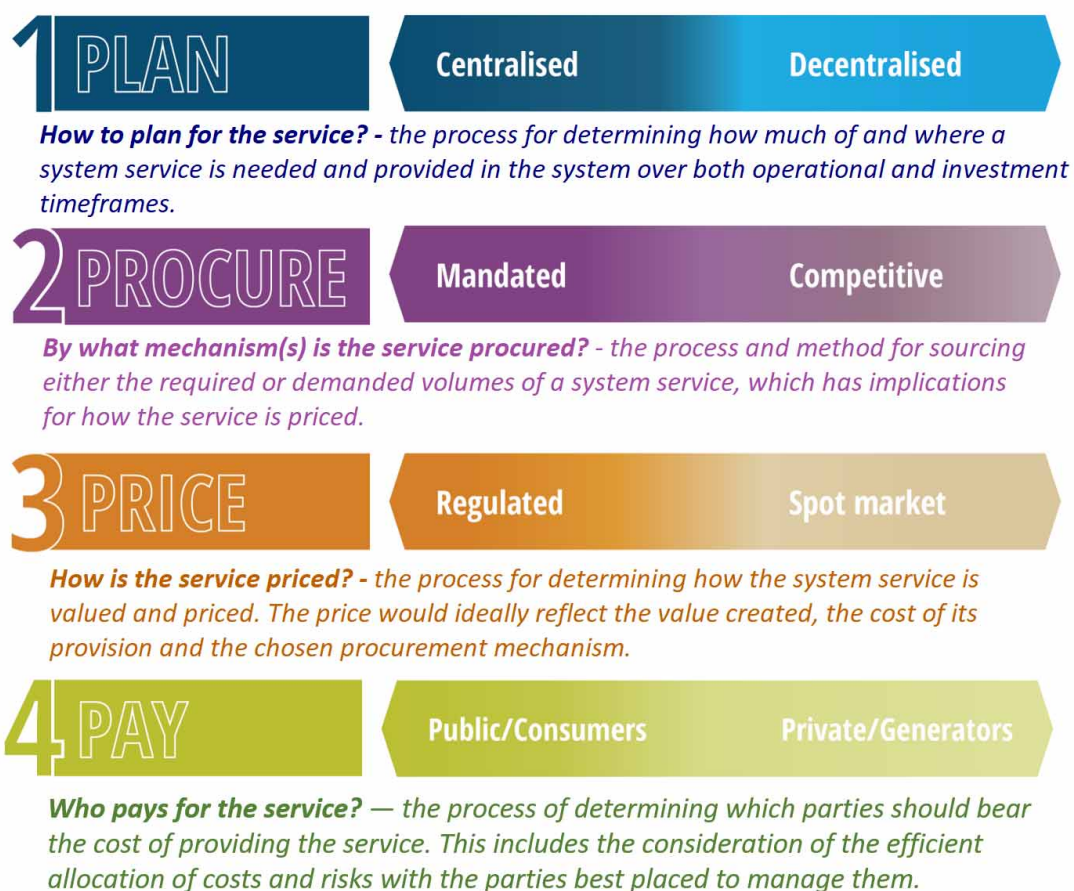 1 PLAN
Centralised Decentralised
How to plan for the service? - the process for determining how much of and where a
system service is needed and provided in the system over both operational and investment
timeframes.
2 PROCURE
Mandated Competitive
By what mechanism(s) is the service procured? - the process and method for sourcing
either the required or demanded volumes of a system service, which has implications
for how the service is priced.
3 PRICE
Regulated Spot market
How is the service priced? - the process for determining how the system service is
valued and priced. The price would ideally reflect the value created, the cost of its
provision and the chosen procurement mechanism.
4 PAY
Public/Consumers Private/Generators
Who pays for the service? — the process of determining which parties should bear
the cost of providing the service. This includes the consideration of the efficient
allocation of costs and risks with the parties best placed to manage them.